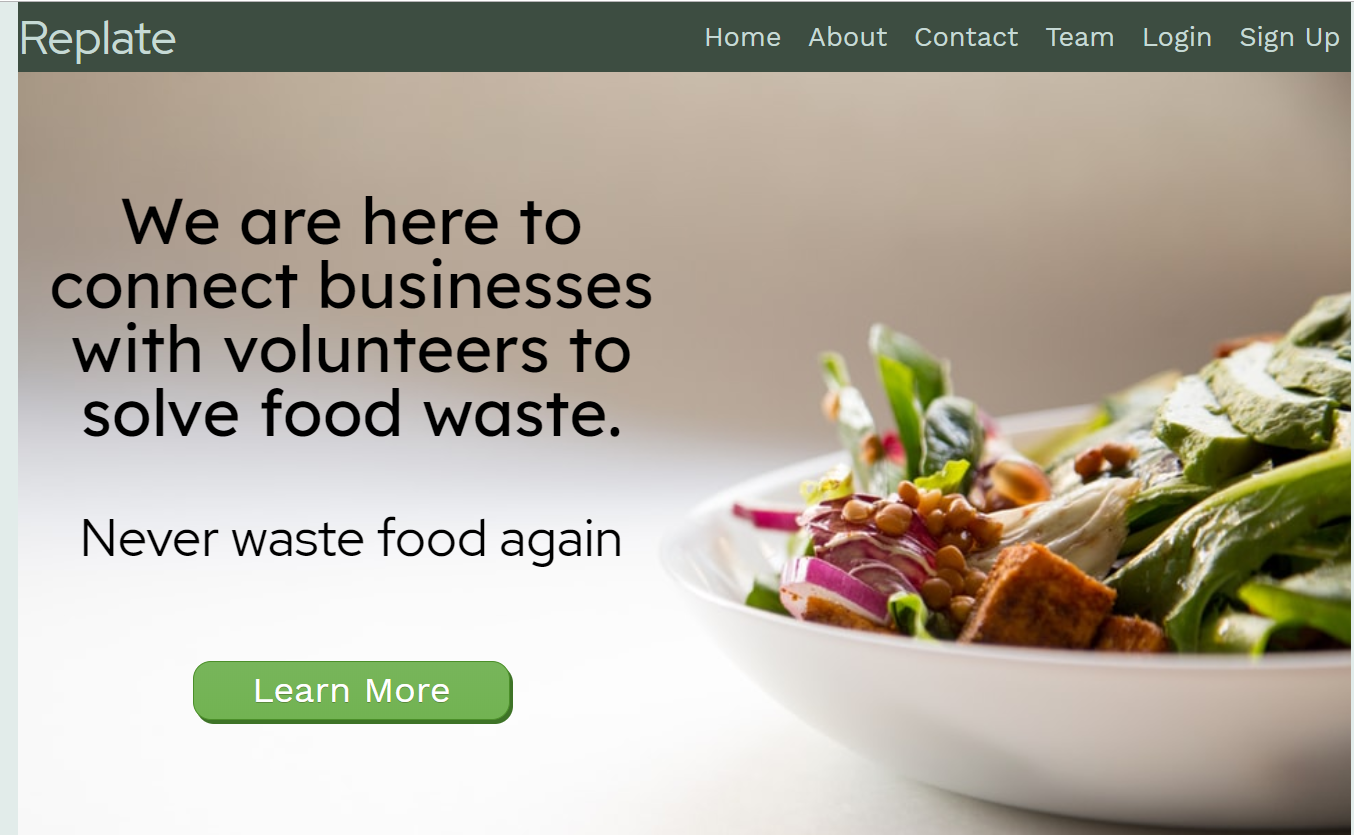 Replate
Home About Contact Team Login Sign Up
We are here to
connect businesses
with volunteers to
solve food waste.
Never waste food again
Learn More